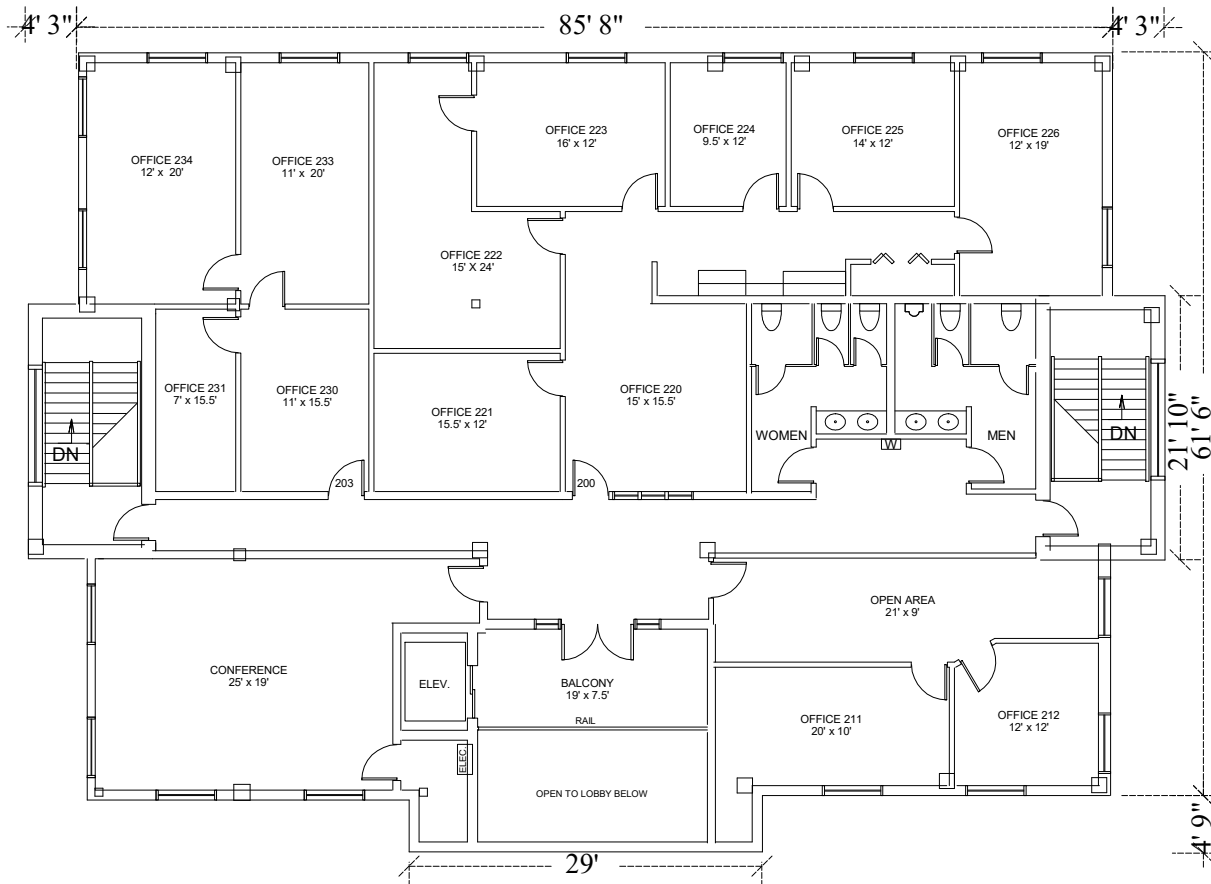 4' 3" 85' 8" 4' 3"
OFFICE 234
12' x 20'
OFFICE 233
11' x 20'
OFFICE 223
16' x 12'
OFFICE 224
9.5' x 12'
OFFICE 225
14' x 12'
OFFICE 226
12' x 19'
OFFICE 222
15' X 24'
OFFICE 231
7' x 15.5'
OFFICE 230
11' x 15.5'
OFFICE 221
15.5' x 12'
OFFICE 220
15' x 15.5'
WOMEN
W
MEN
DN
DN
21' 10"
61' 6"
203
200
OPEN AREA
21' x 9'
CONFERENCE
25' x 19'
ELEV.
BALCONY
19' x 7.5'
RAIL
OFFICE 211
20' x 10'
OFFICE 212
12' x 12'
ELEC.
OPEN TO LOBBY BELOW
4' 9"
29'